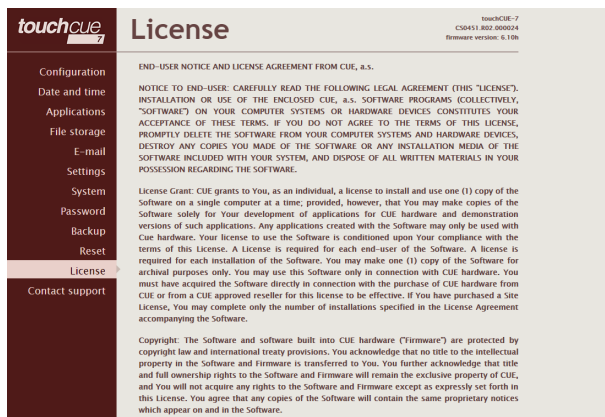 touchcue
7
License
touchCUE-7
CS0451.R02.000024
firmware version: 6.10h
Configuration
Date and time
Applications
File storage
E-mail
Settings
System
Password
Backup
Reset
License
Contact support
END-USER NOTICE AND LICENSE AGREEMENT FROM CUE, a.s.
NOTICE TO END-USER: CAREFULLY READ THE FOLLOWING LEGAL AGREEMENT (THIS "LICENSE").
INSTALLATION OR USE OF THE ENCLOSED CUE, a.s. SOFTWARE PROGRAMS (COLLECTIVELY,
"SOFTWARE") ON YOUR COMPUTER SYSTEMS OR HARDWARE DEVICES CONSTITUTES YOUR
ACCEPTANCE OF THESE TERMS. IF YOU DO NOT AGREE TO THE TERMS OF THIS LICENSE,
PROMPTLY DELETE THE SOFTWARE FROM YOUR COMPUTER SYSTEMS AND HARDWARE DEVICES,
DESTROY ANY COPIES YOU MADE OF THE SOFTWARE OR ANY INSTALLATION MEDIA OF THE
SOFTWARE INCLUDED WITH YOUR SYSTEM, AND DISPOSE OF ALL WRITTEN MATERIALS IN YOUR
POSSESSION REGARDING THE SOFTWARE.
License Grant: CUE grants to You, as an individual, a license to install and use one (1) copy of the
Software on a single computer at a time; provided, however, that You may make copies of the
Software solely for Your development of applications for CUE hardware and demonstration
versions of such applications. Any applications created with the Software may only be used with
Cue hardware. Your license to use the Software is conditioned upon Your compliance with the
terms of this License. A License is required for each end-user of the Software. A license is
required for each installation of the Software. You may make one (1) copy of the Software for
archival purposes only. You may use this Software only in connection with CUE hardware. You
must have acquired the Software directly in connection with the purchase of CUE hardware from
CUE or from a CUE approved reseller for this license to be effective. If You have purchased a Site
License, You may complete only the number of installations specified in the License Agreement
accompanying the Software.
Copyright: The Software and software built into CUE hardware ("Firmware") are protected by
copyright law and international treaty provisions. You acknowledge that no title to the intellectual
property in the Software and Firmware is transferred to You. You further acknowledge that title
and full ownership rights to the Software and Firmware will remain the exclusive property of CUE,
and You will not acquire any rights to the Software and Firmware except as expressly set forth in
this License. You agree that any copies of the Software will contain the same proprietary notices
which appear on and in the Software.